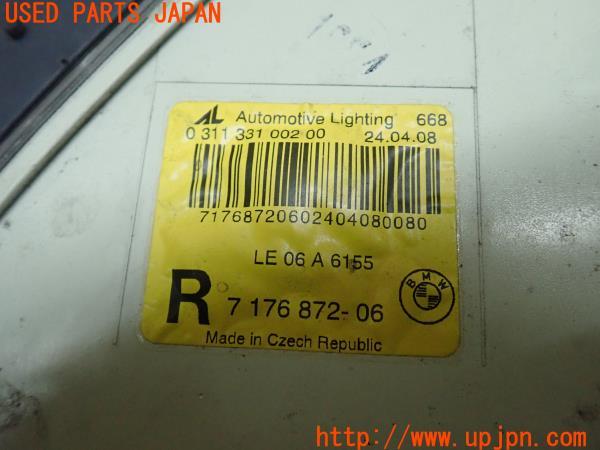 USED PARTS JAPAN
AL Automotive Lighting 668
0 311 331 002 00 24.04.08
71768720602404080080
LE 06 A 6155
R 7 176 872-06
BMW
Made in Czech Republic
http://www.upjpn.com